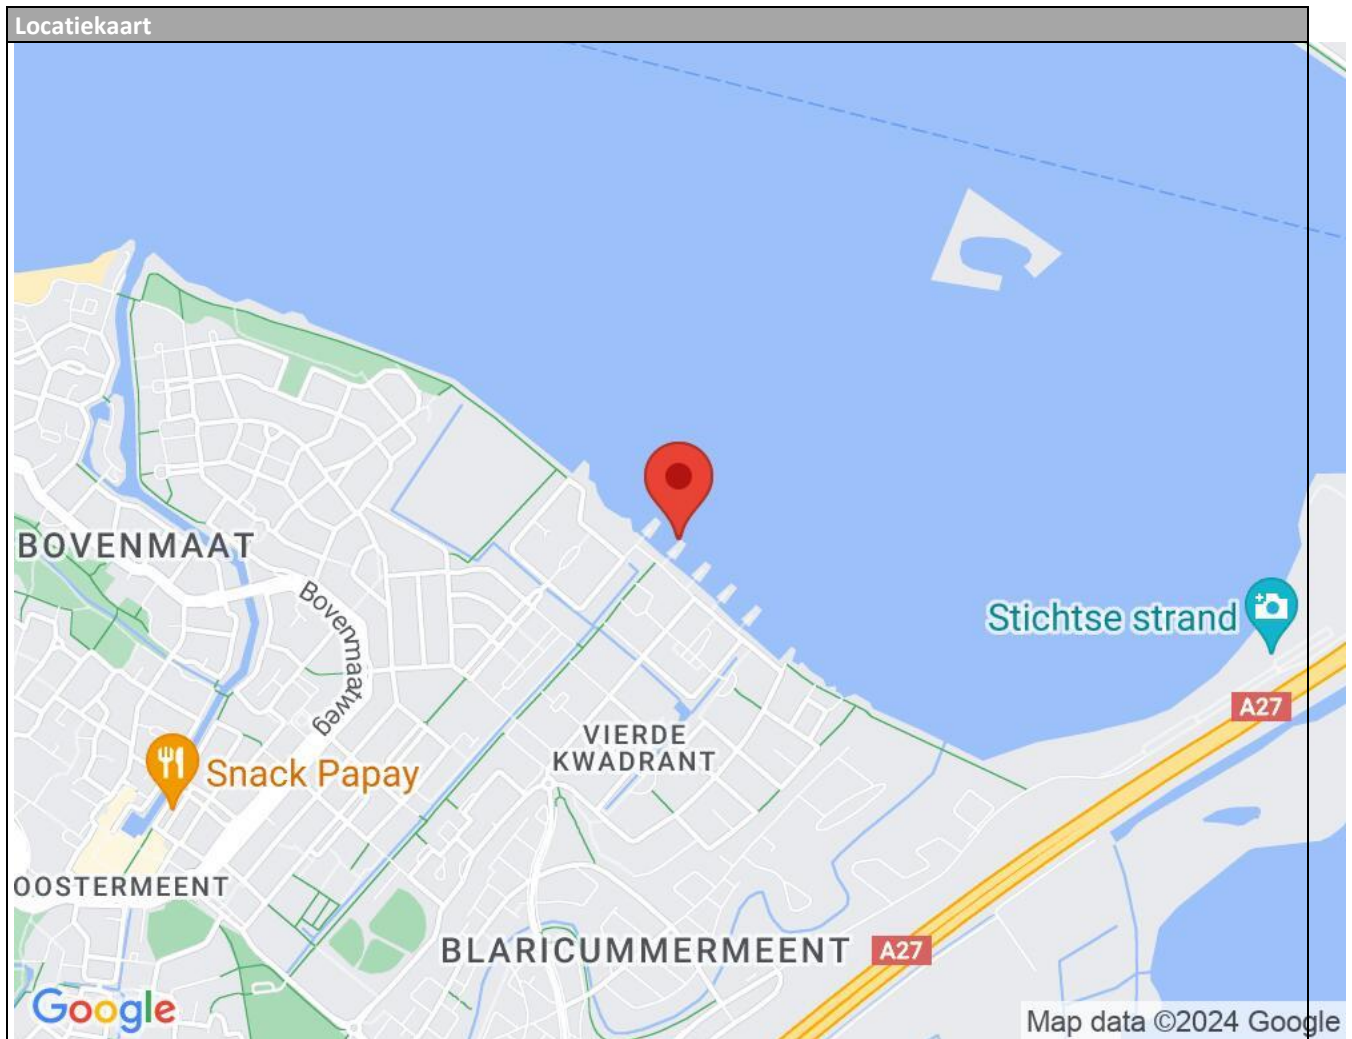 Locatiekaart
BOVENMAAT
Bovenmaatweg
Stichtse strand
A27
VIERDE
KWADRANT
Snack Papay
OOSTERMEENT
BLARICUMMERMEENT
A27
Google
Map data ©2024 Google